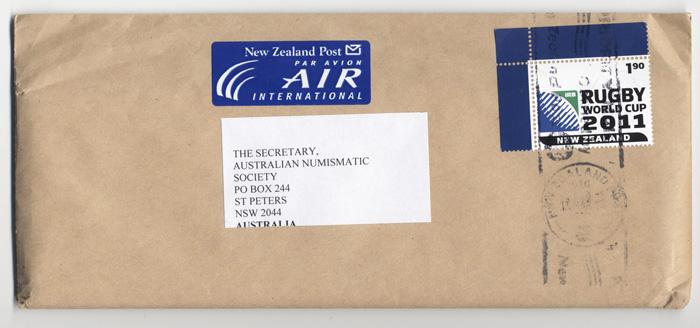 New Zealand Post
PAR AVION
AIR
INTERNATIONAL
1.90
IRB
RUGBY
WORLD CUP
2011
NEW ZEALAND
THE SECRETARY,
AUSTRALIAN NUMISMATIC
SOCIETY
PO BOX 244
ST PETERS
NSW 2044
AUSTRALIA